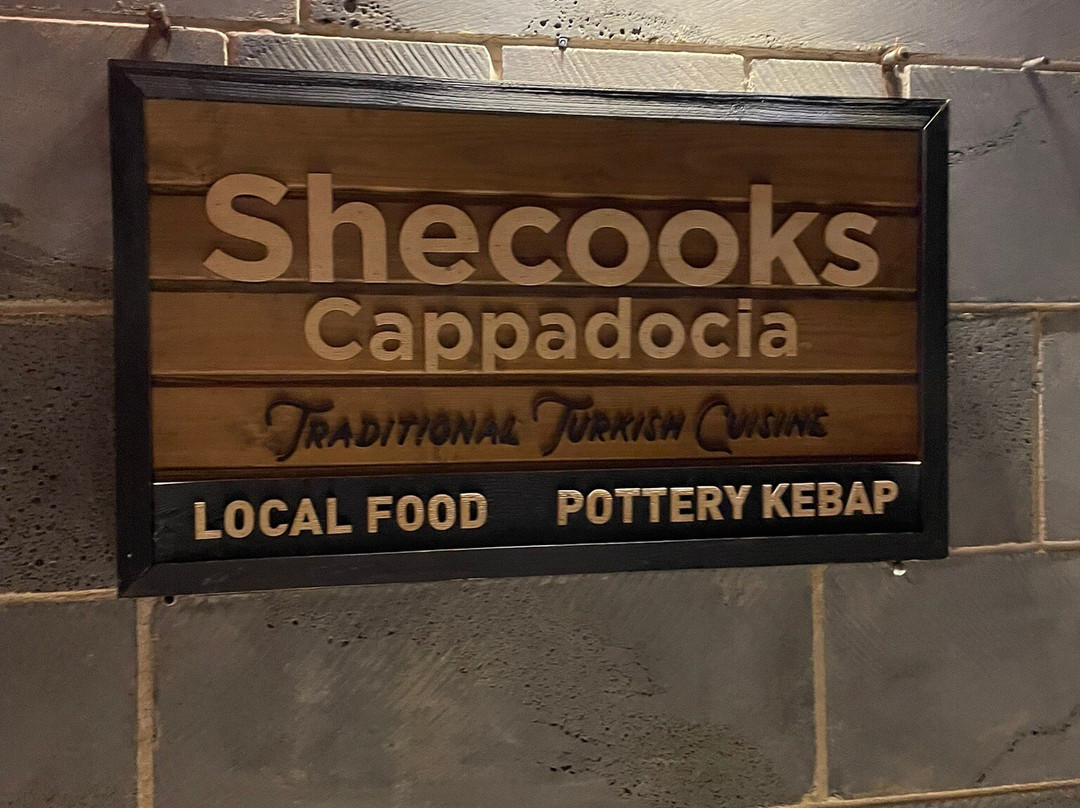 Shecooks
Cappadocia
TRADITIONAL TURKISH CUISINE
LOCAL FOOD POTTERY KEBAP